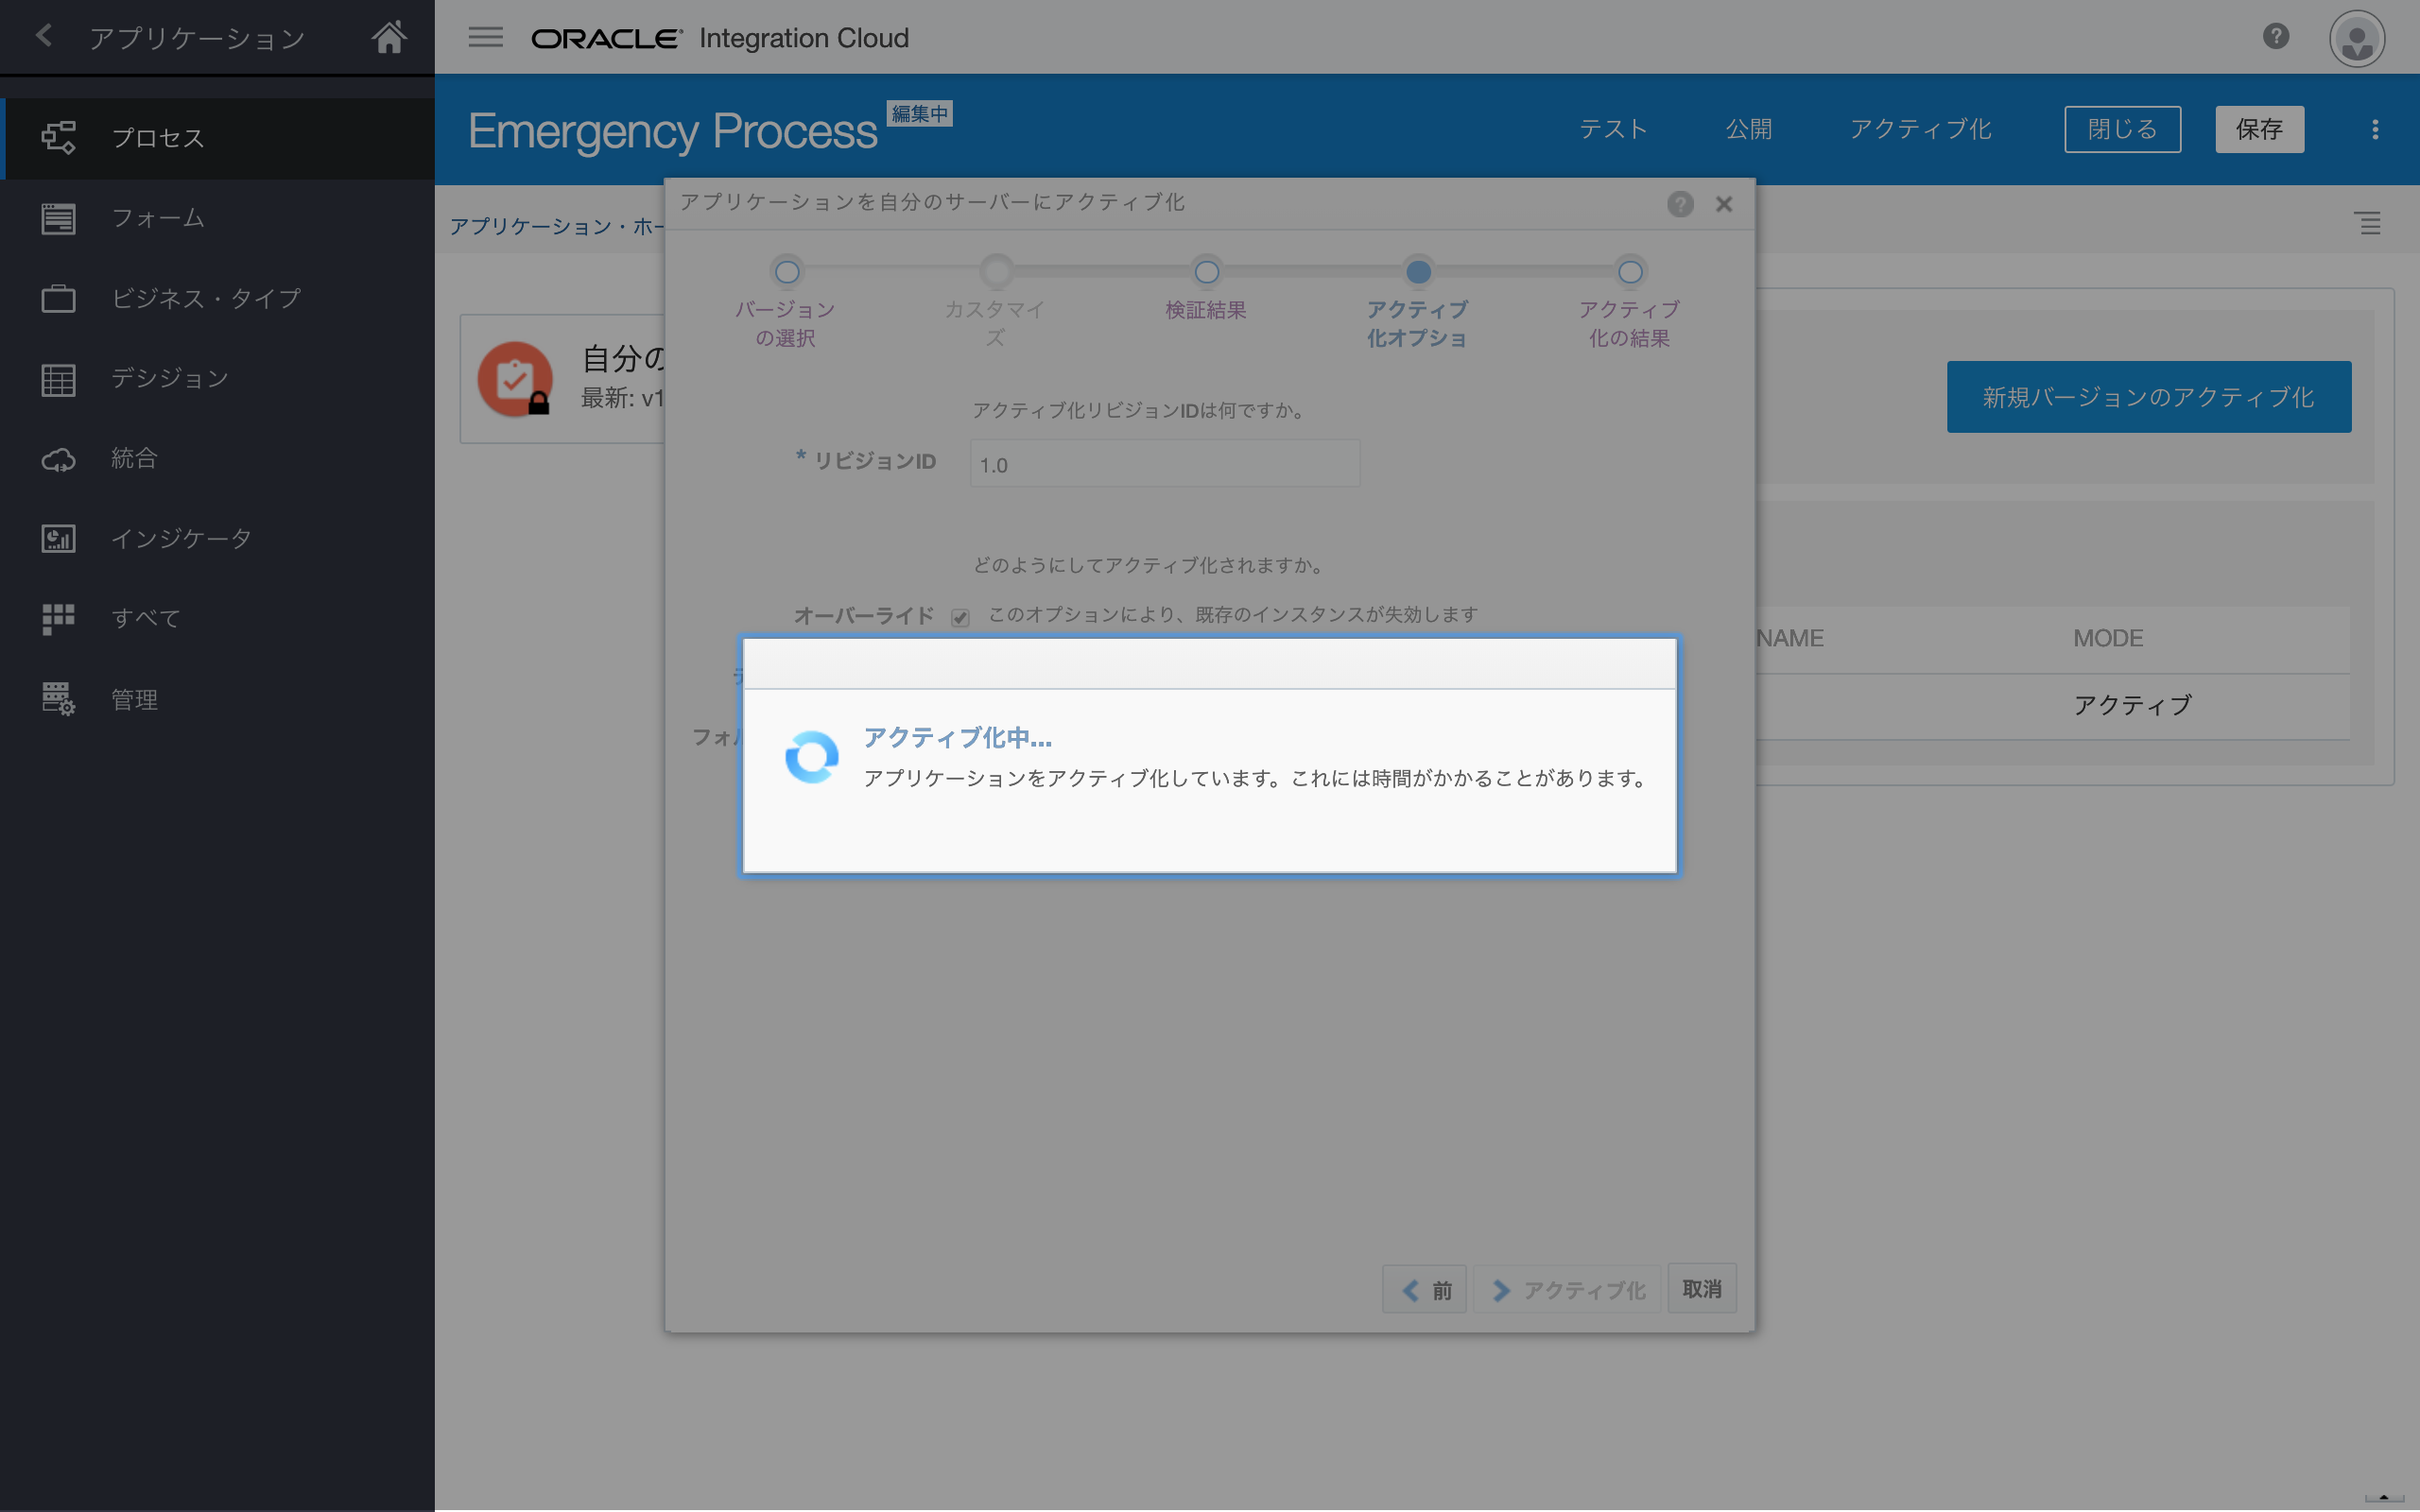 アプリケーション
ORACLE Integration Cloud
プロセス
フォーム
ビジネス・タイプ
デシジョン
統合
インジケータ
すべて
管理
Emergency Process 編集中
テスト
公開
アクティブ化
閉じる
保存
アプリケーション・ホー
自分の
最新: v1
新規バージョンのアクティブ化
NAME
MODE
アクティブ
アプリケーションを自分のサーバーにアクティブ化
バージョン
の選択
カスタマイ
ズ
検証結果
アクティブ
化オプショ
アクティブ
化の結果
アクティブ化リビジョンIDは何ですか。
* リビジョンID
1.0
どのようにしてアクティブ化されますか。
オーバーライド
このオプションにより、既存のインスタンスが失効します
フォル
アクティブ化中...
アプリケーションをアクティブ化しています。これには時間がかかることがあります。
前
アクティブ化
取消